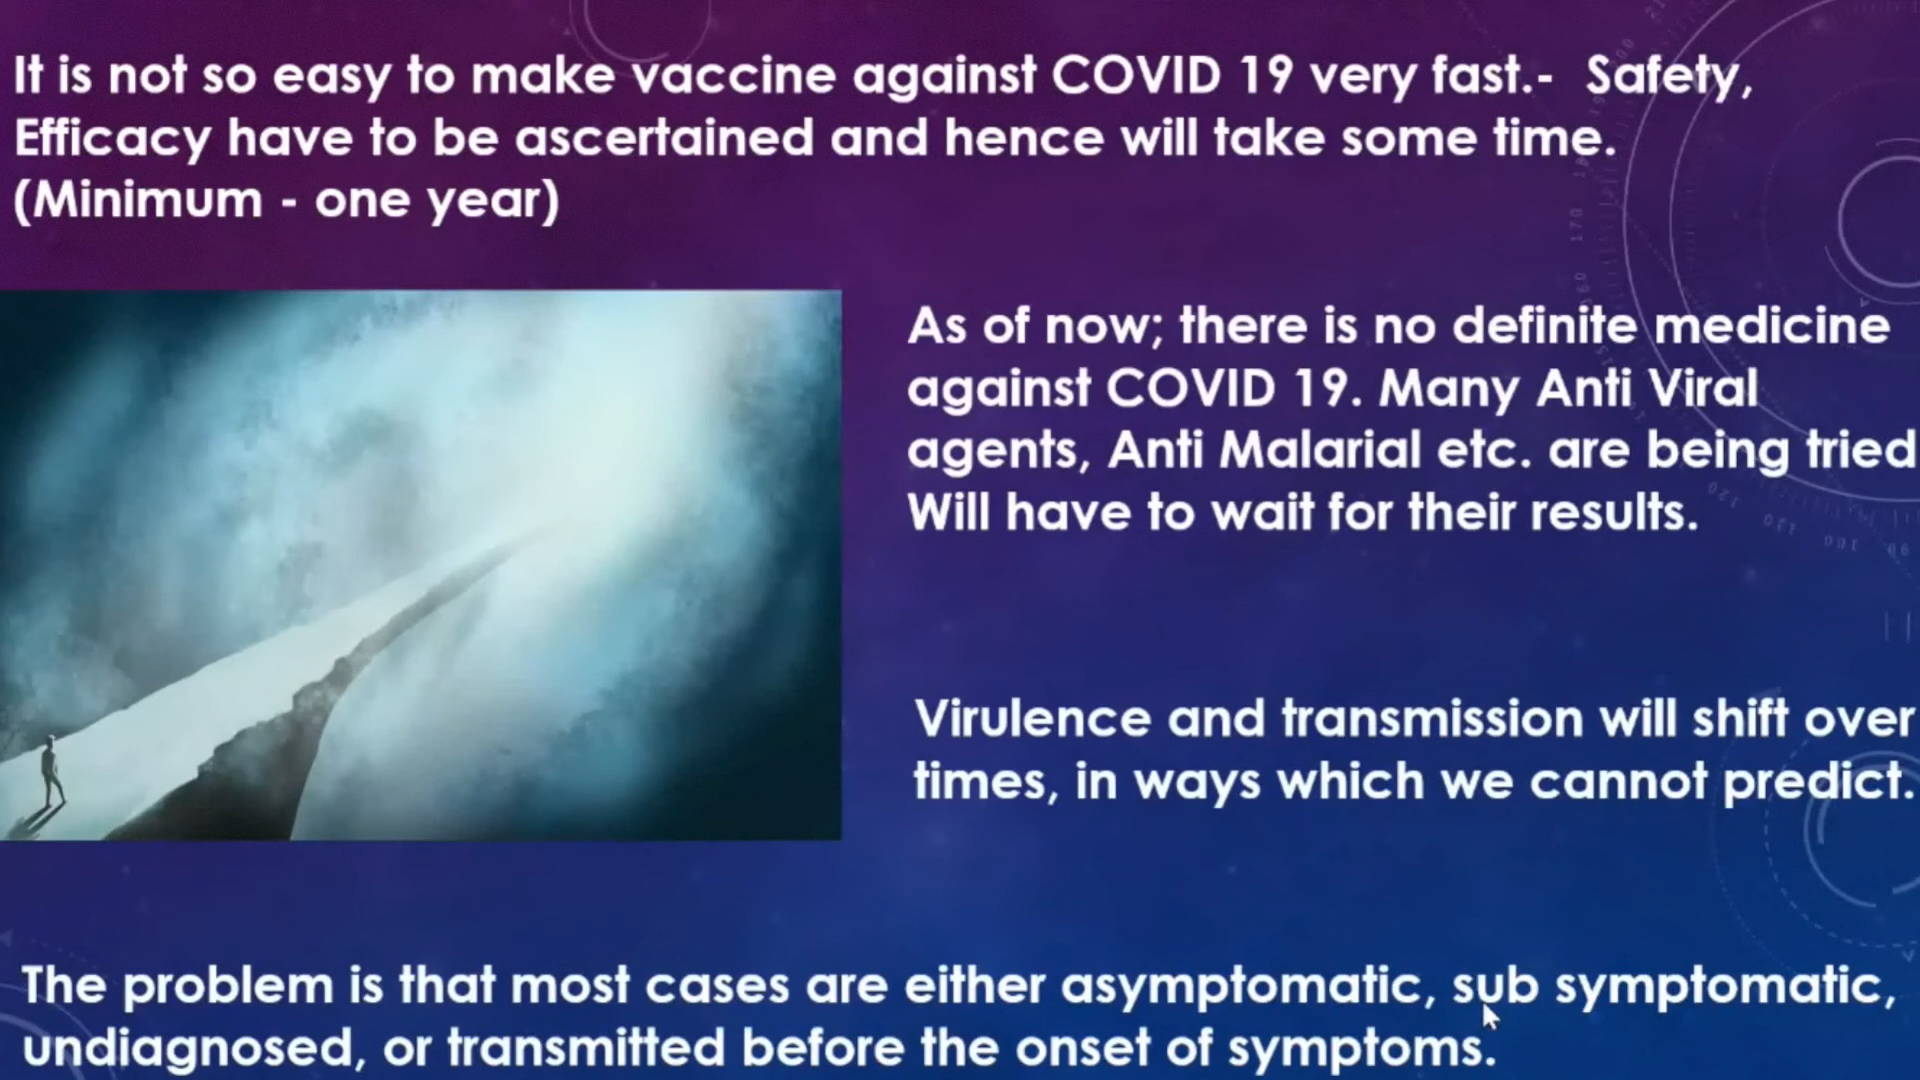 It is not so easy to make vaccine against COVID 19 very fast.-  Safety,
Efficacy have to be ascertained and hence will take some time.
(Minimum - one year)
As of now; there is no definite medicine
against COVID 19. Many Anti Viral
agents, Anti Malarial etc. are being tried
Will have to wait for their results.
Virulence and transmission will shift over
times, in ways which we cannot predict.
The problem is that most cases are either asymptomatic, sub symptomatic,
undiagnosed, or transmitted before the onset of symptoms.